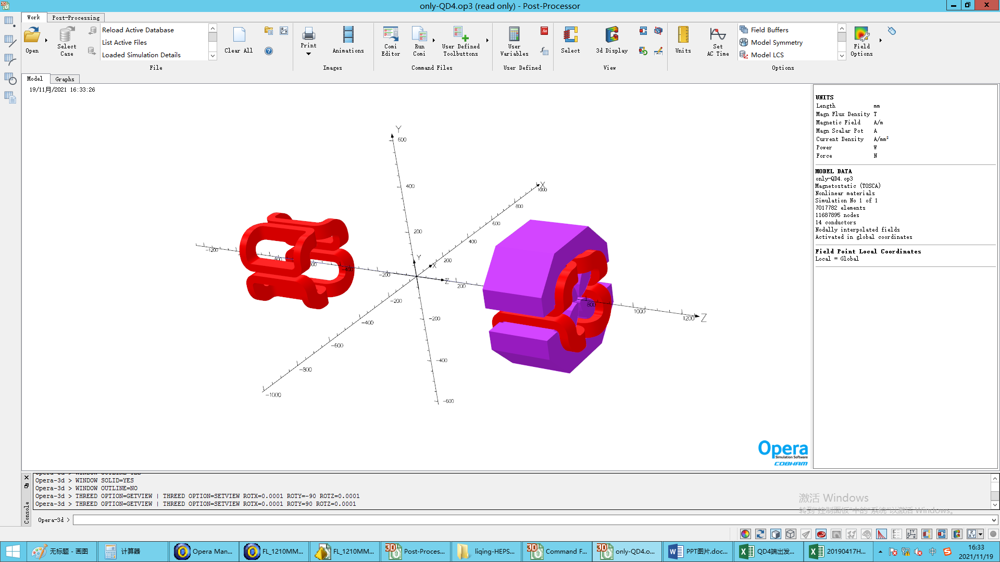 only-QD4.op3 (read only) - Post-Processor
Work
Post-Processing
Open
Select Case
Reload Active Database
List Active Files
Loaded Simulation Details
File
Clear All
Print
Animations
Images
Comi Editor
Run Comi
User Defined Toolbuttons
Command Files
User Variables
User Defined
Select
3d Display
View
Units
Set AC Time
Field Buffers
Model Symmetry
Model LCS
Field Options
Options
Model
Graphs
19/11月/2021 16:33:26
Y
600
400
200
-200
-400
-600
X
1000
800
600
400
200
-200
-400
-600
-800
-1000
-1200
-400
-200
Y
X
Z
200
800
1000
1200
Z
Opera
Simulation Software
COBHAM
UNITS
Length mm
Magn Flux Density T
Magnetic Field A/m
Magn Scalar Pot A
Current Density A/mm²
Power W
Force N
MODEL DATA
only-QD4.op3
Magnetostatic (TOSCA)
Nonlinear materials
Simulation No 1 of 1
7017782 elements
11687895 nodes
14 conductors
Nodally interpolated fields
Activated in global coordinates
Field Point Local Coordinates
Local = Global
Opera-3d > WINDOW OUTLINE=YES
Opera-3d > WINDOW SOLID=YES
Opera-3d > WINDOW OUTLINE=NO
Opera-3d > THREED OPTION=GETVIEW | THREED OPTION=SETVIEW ROTX=0.0001 ROTY=-90 ROTZ=0.0001
Opera-3d > THREED OPTION=GETVIEW | THREED OPTION=SETVIEW ROTX=0.0001 ROTY=90 ROTZ=0.0001
Console
Opera-3d >
激活 Windows
转到"控制面板"中的"系统"以激活 Windows。
无标题 - 画图
计算器
Opera Man...
FL_1210MM...
FL_1210MM...
Post-Proces...
liqing-HEPS...
Command F...
only-QD4.o...
PPT图片.doc...
QD4端出发...
20190417H...
中
16:33
2021/11/19